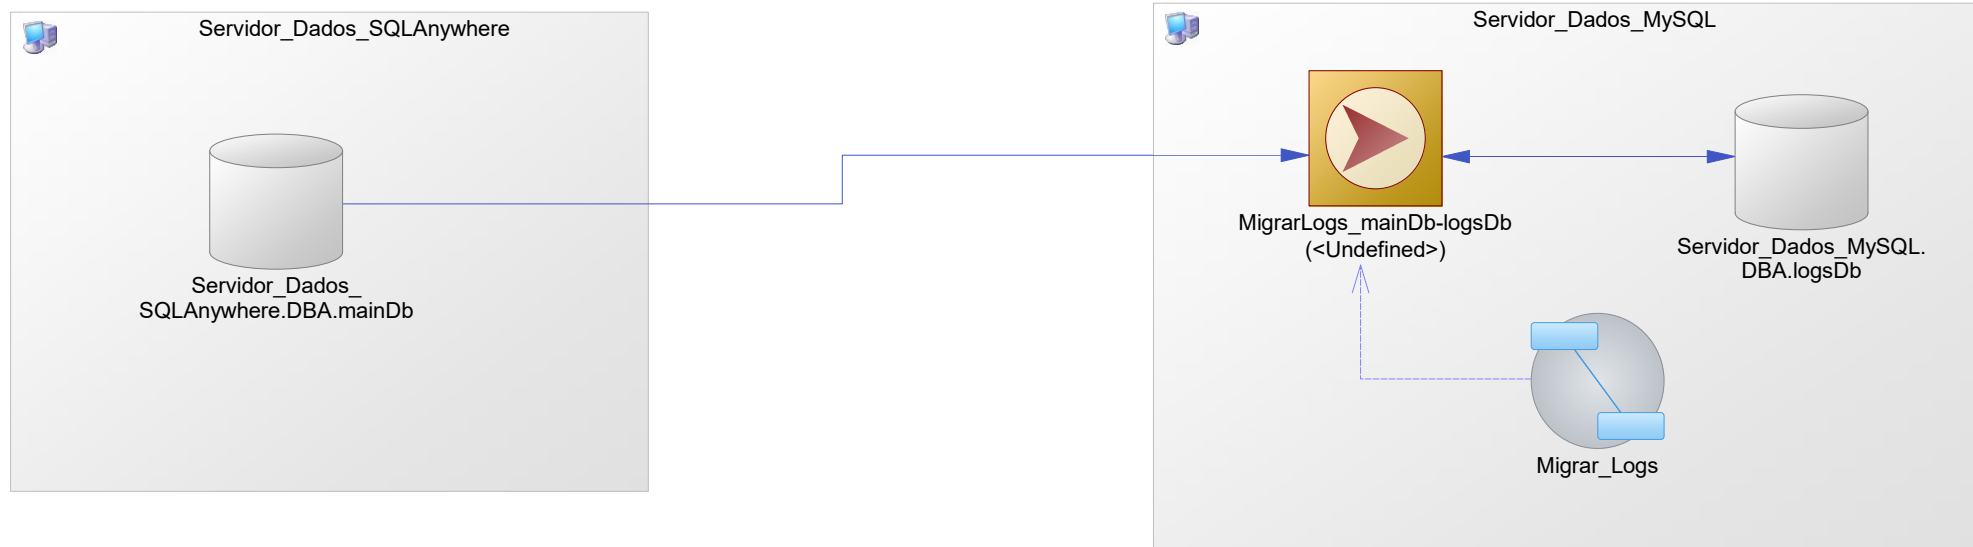 Servidor_Dados_SQLAnywhere
Servidor_Dados_
SQLAnywhere.DBA.mainDb
Servidor_Dados_MySQL
MigrarLogs_mainDb-logsDb
(<Undefined>)
Servidor_Dados_MySQL.
DBA.logsDb
Migrar_Logs